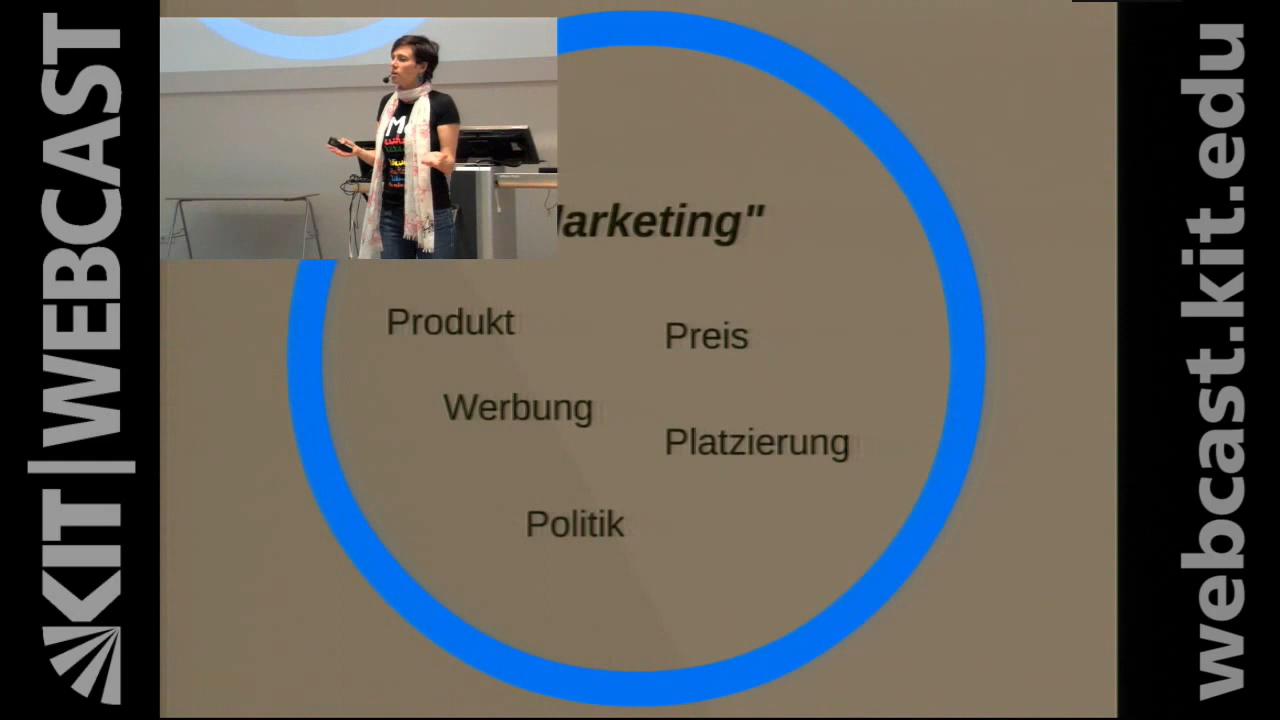 KIT | WEBCAST
arketing"
Produkt
Preis
Werbung
Platzierung
Politik
webcast.kit.edu